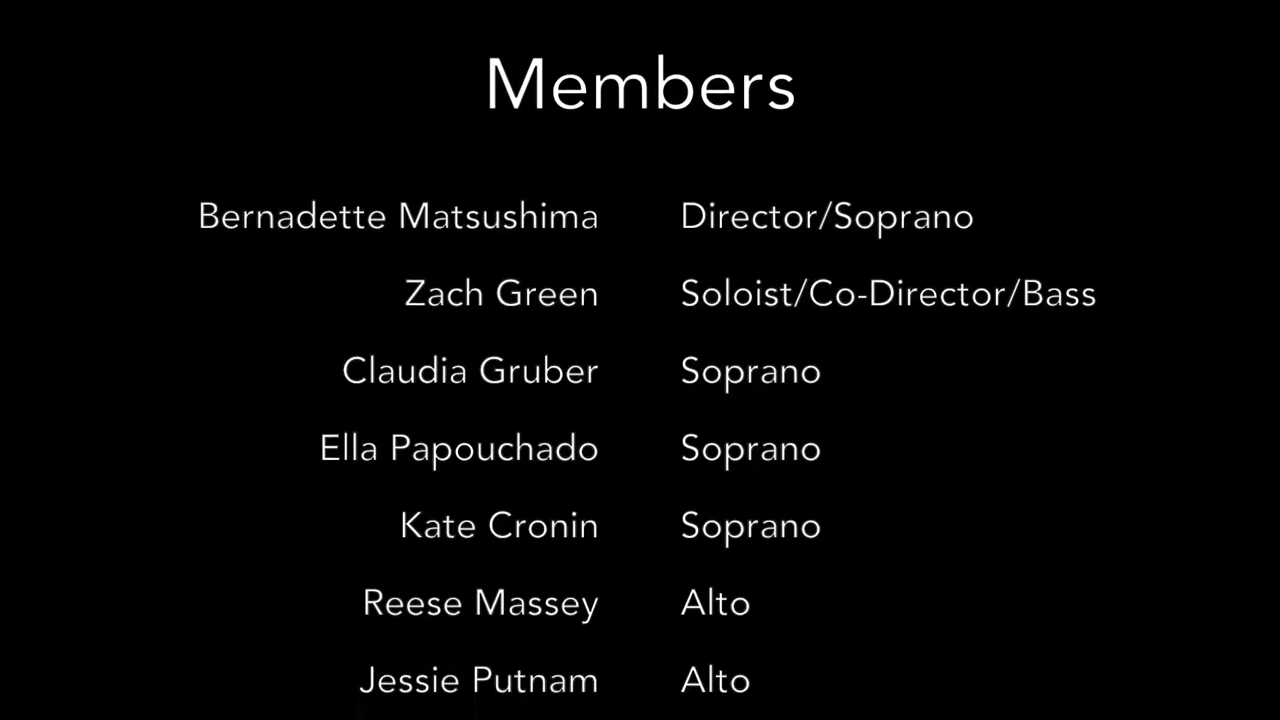 Members
Bernadette Matsushima Director/Soprano
Zach Green Soloist/Co-Director/Bass
Claudia Gruber Soprano
Ella Papouchado Soprano
Kate Cronin Soprano
Reese Massey Alto
Jessie Putnam Alto